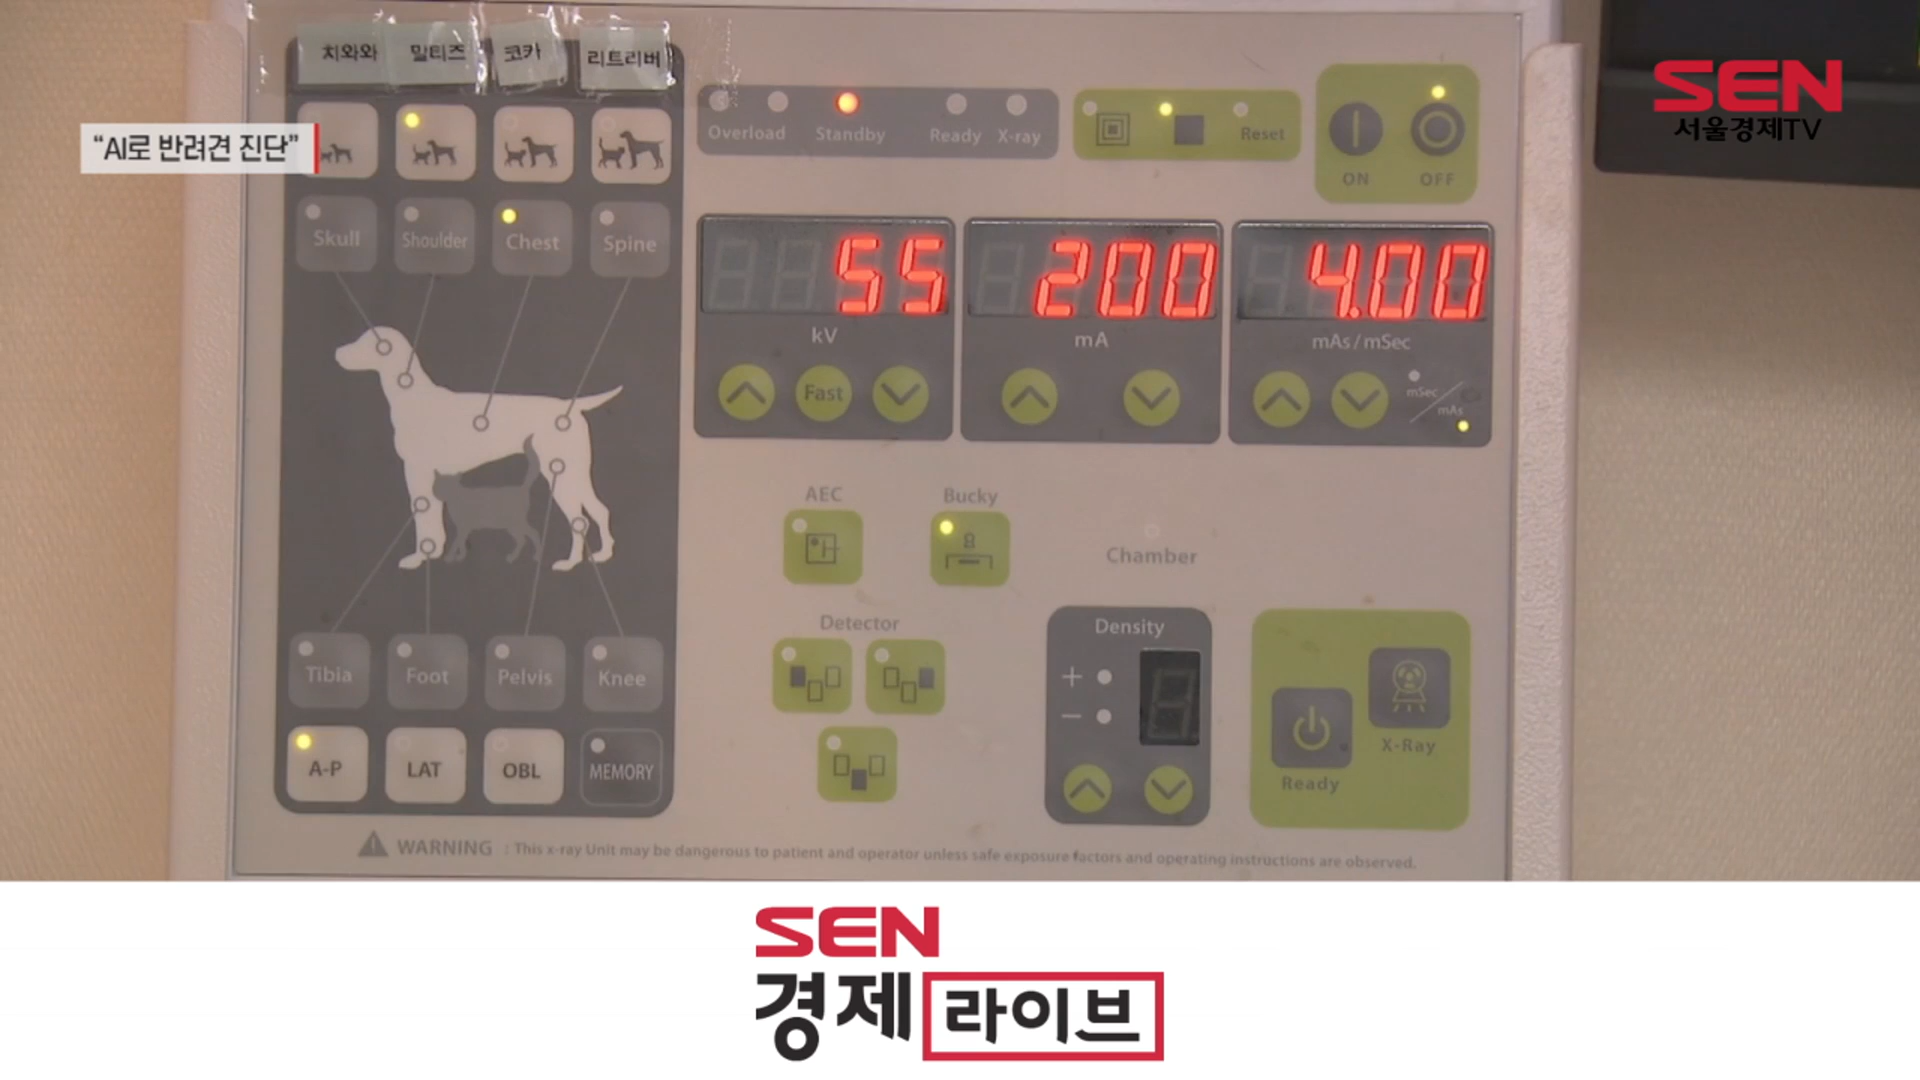 치와와 말티즈 코카 리트리버
SEN
서울경제TV
“AI로 반려견 진단”
Overload Standby Ready X-ray
Reset
ON OFF
Skull Shoulder Chest Spine
55 200 4.00
kV mA mAs/mSec
Fast
mSec
mAs
AEC Bucky
Chamber
Detector
Density
+
−
Tibia Foot Pelvis Knee
X-Ray
Ready
A-P LAT OBL MEMORY
WARNING : This x-ray Unit may be dangerous to patient and operator unless safe exposure factors and operating instructions are observed.
SEN
경제 라이브